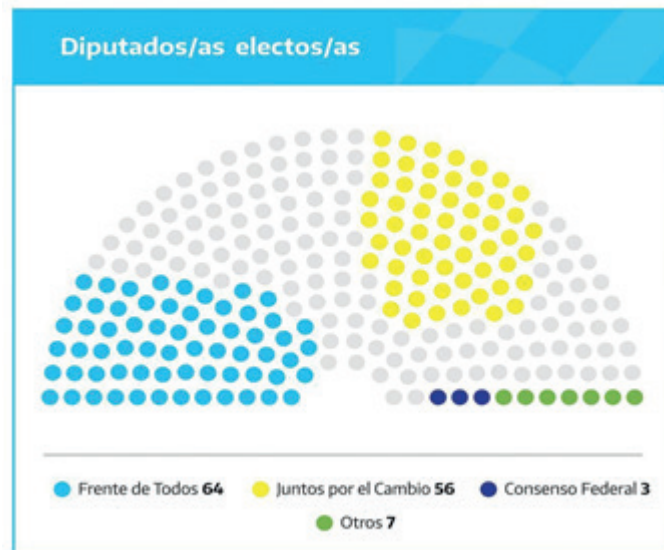 Diputados/as electos/as
Frente de Todos 64 Juntos por el Cambio 56 Consenso Federal 3
Otros 7